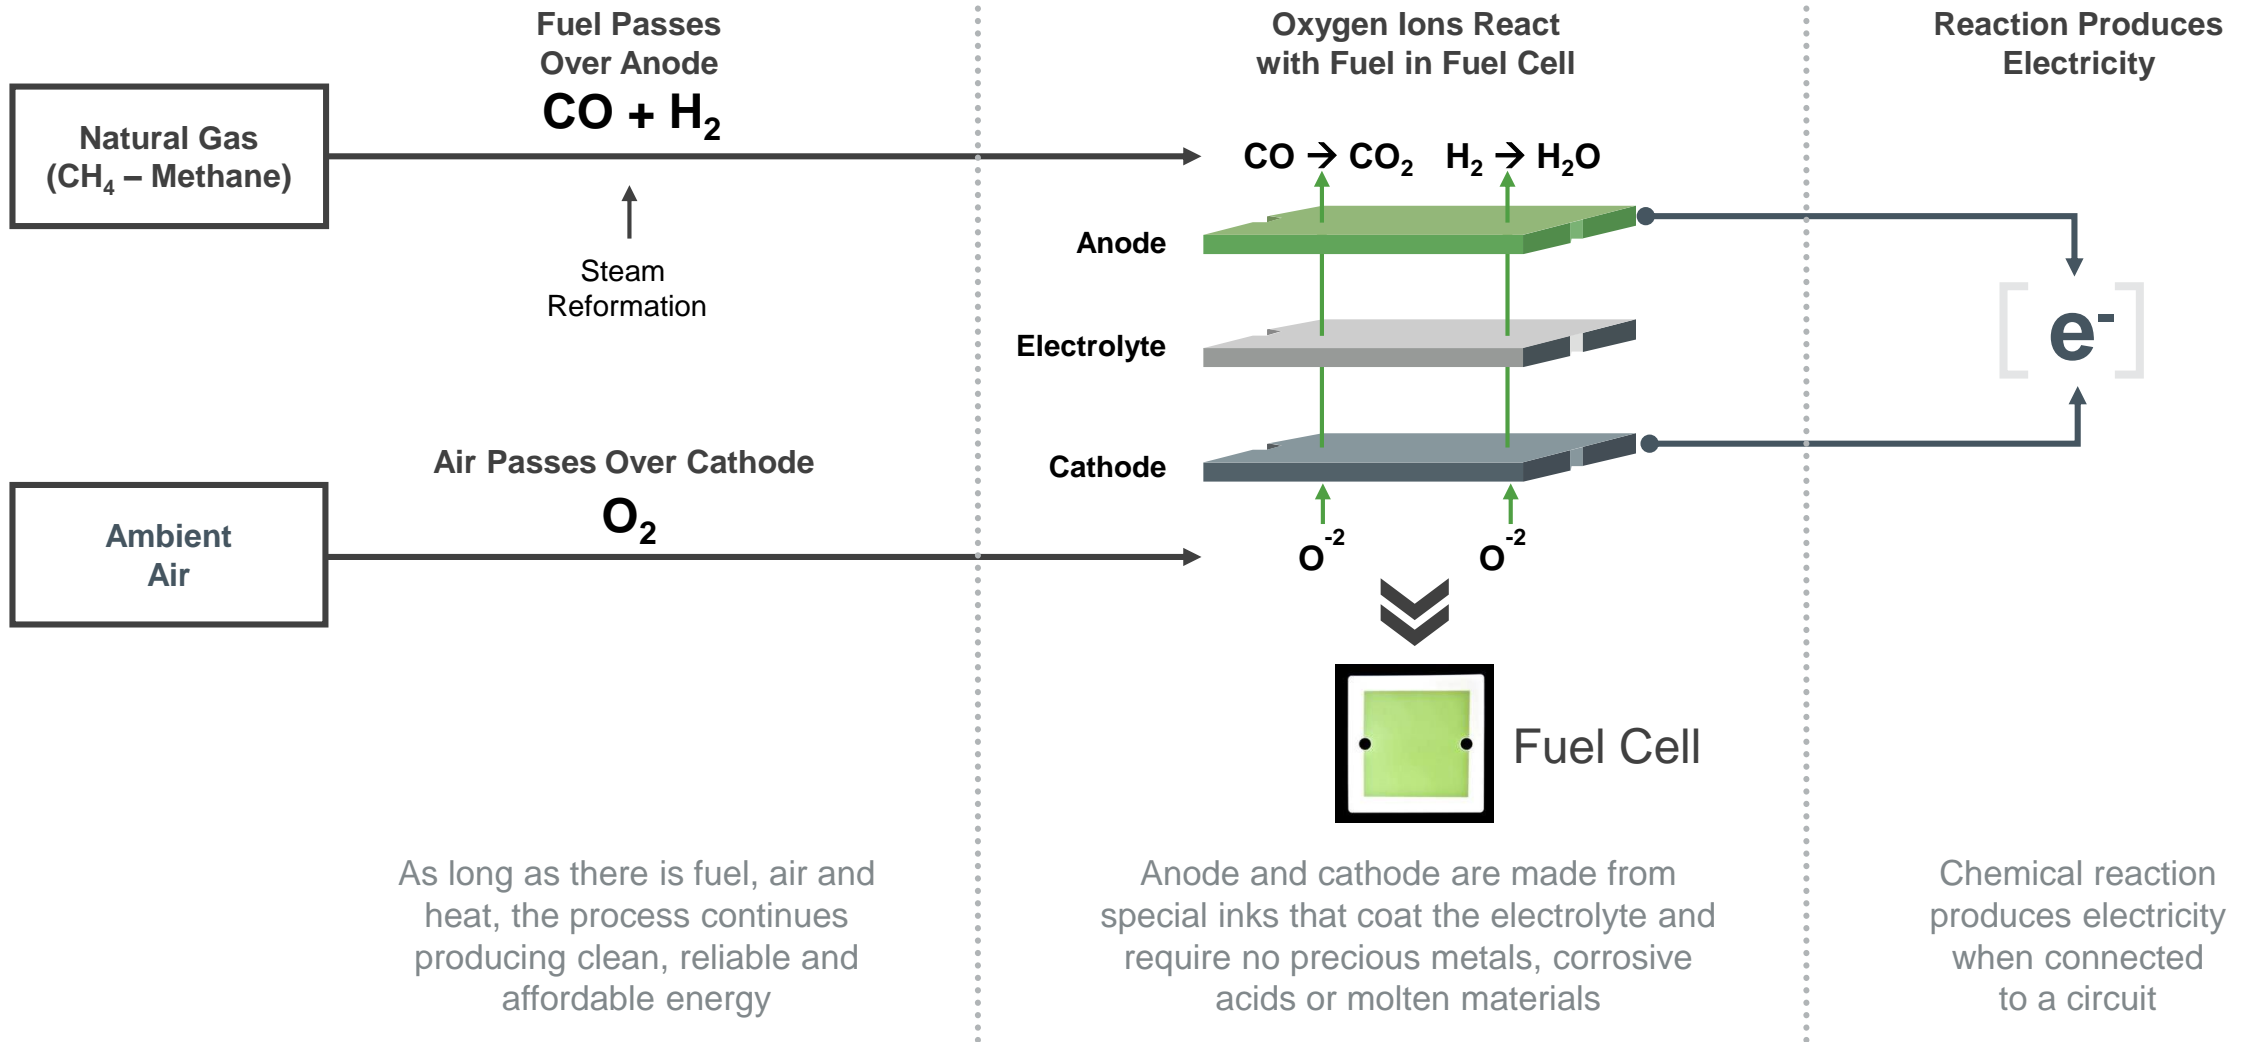 Fuel Passes
Over Anode
CO + H₂
Natural Gas
(CH₄ – Methane)
Steam
Reformation
Air Passes Over Cathode
O₂
Ambient
Air
As long as there is fuel, air and
heat, the process continues
producing clean, reliable and
affordable energy
Oxygen Ions React
with Fuel in Fuel Cell
CO → CO₂ H₂ → H₂O
Anode
Electrolyte
Cathode
O⁻² O⁻²
Fuel Cell
Anode and cathode are made from
special inks that coat the electrolyte and
require no precious metals, corrosive
acids or molten materials
Reaction Produces
Electricity
[e⁻]
Chemical reaction
produces electricity
when connected
to a circuit